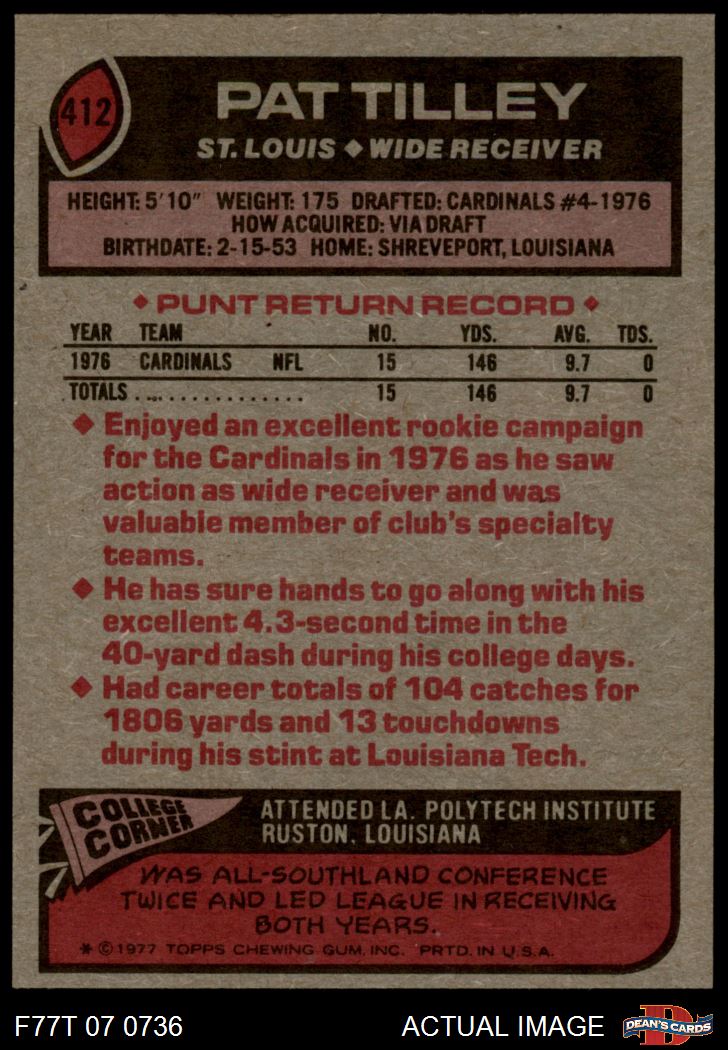 412
PAT TILLEY
ST. LOUIS ◆ WIDE RECEIVER
HEIGHT: 5'10" WEIGHT: 175 DRAFTED: CARDINALS #4-1976
HOW ACQUIRED: VIA DRAFT
BIRTHDATE: 2-15-53 HOME: SHREVEPORT, LOUISIANA
◆ PUNT RETURN RECORD ◆
YEAR TEAM NO. YDS. AVG. TDS.
1976 CARDINALS NFL 15 146 9.7 0
TOTALS . . . . . . . . . . . . . . . 15 146 9.7 0
◆ Enjoyed an excellent rookie campaign
for the Cardinals in 1976 as he saw
action as wide receiver and was
valuable member of club's specialty
teams.
◆ He has sure hands to go along with his
excellent 4.3-second time in the
40-yard dash during his college days.
◆ Had career totals of 104 catches for
1806 yards and 13 touchdowns
during his stint at Louisiana Tech.
COLLEGE
CORNER
ATTENDED LA. POLYTECH INSTITUTE
RUSTON, LOUISIANA
WAS ALL-SOUTHLAND CONFERENCE
TWICE AND LED LEAGUE IN RECEIVING
BOTH YEARS.
* © 1977 TOPPS CHEWING GUM, INC. PRTD. IN U.S.A.
F77T 07 0736
ACTUAL IMAGE
D
DEAN'S CARDS